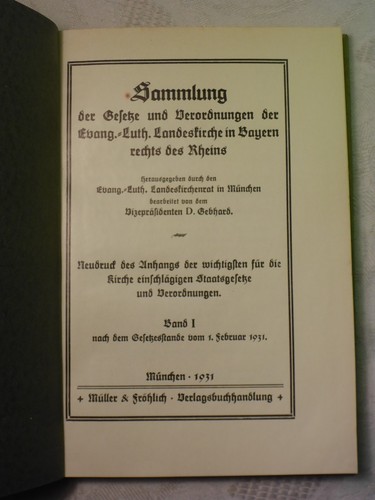 Sammlung
der Gesetze und Verordnungen der
Evang.-Luth. Landeskirche in Bayern
rechts des Rheins
Herausgegeben durch den
Evang.-Luth. Landeskirchenrat in München
bearbeitet von dem
Vizepräsidenten D. Gebhard.
Neudruck des Anhangs der wichtigsten für die
Kirche einschlägigen Staatsgesetze
und Verordnungen.
Band I
nach dem Gesetzesstande vom 1. Februar 1931.
München · 1931
+ Müller & Fröhlich · Verlagsbuchhandlung +